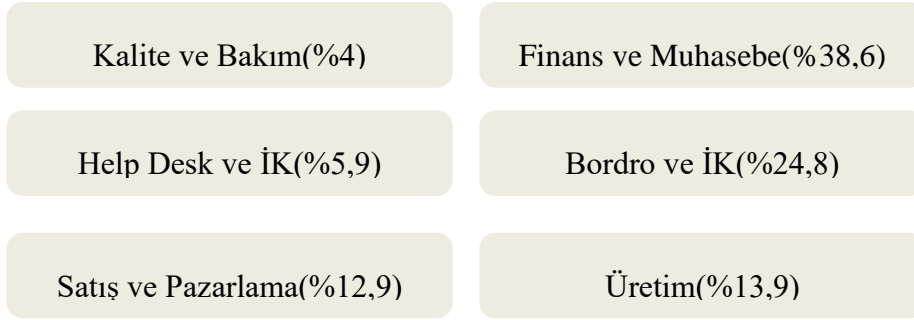 Kalite ve Bakım(%4)
Finans ve Muhasebe(%38,6)
Help Desk ve İK(%5,9)
Bordro ve İK(%24,8)
Satış ve Pazarlama(%12,9)
Üretim(%13,9)